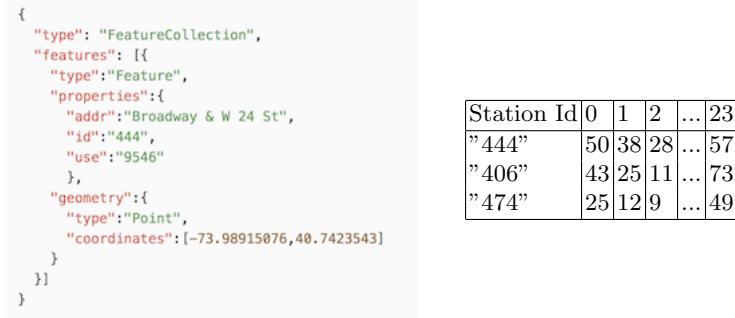 {
"type": "FeatureCollection",
"features": [{
"type":"Feature",
"properties":{
"addr":"Broadway & W 24 St",
"id":"444",
"use":"9546"
},
"geometry":{
"type":"Point",
"coordinates":[-73.98915076,40.7423543]
}
}]
}
Station Id 0 1 2 ... 23
"444" 50 38 28 ... 57
"406" 43 25 11 ... 73
"474" 25 12 9 ... 49